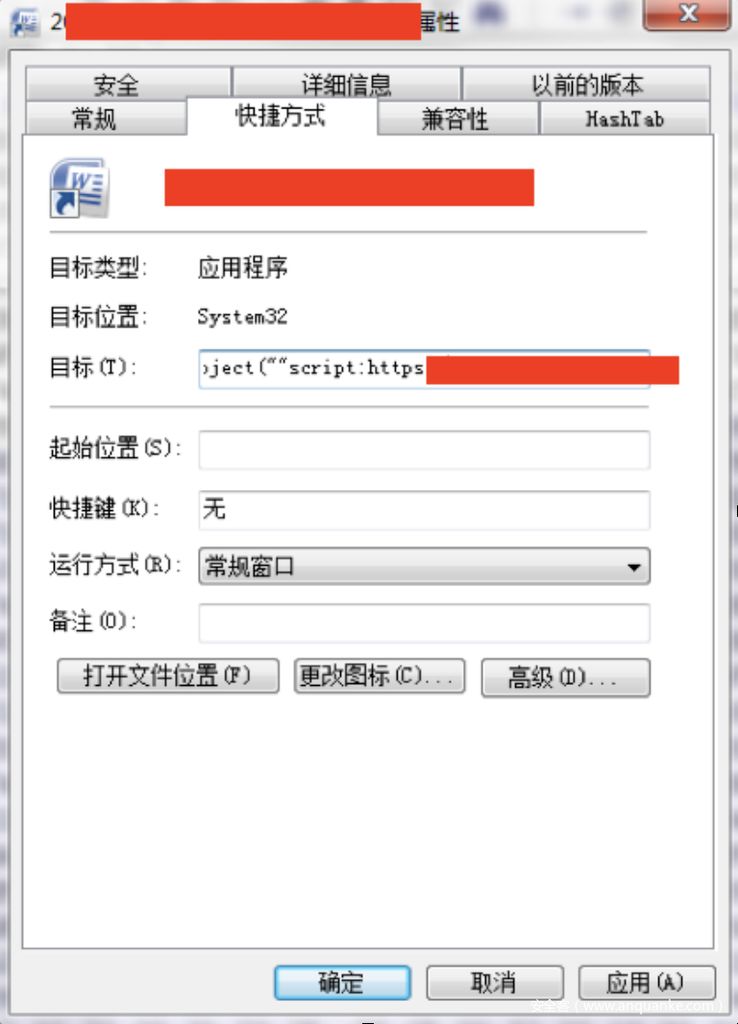 2 属性
安全 详细信息 以前的版本
常规 快捷方式 兼容性 HashTab
目标类型: 应用程序
目标位置: System32
目标(T): ject(““script:https
起始位置(S):
快捷键(K): 无
运行方式(R): 常规窗口
备注(O):
打开文件位置(F) 更改图标(C)... 高级(D)...
确定 取消 应用(A)
安全客 ( www.anquanke.com )